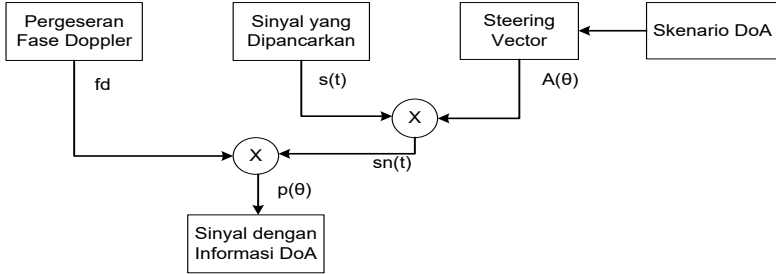 Pergeseran
Fase Doppler
Sinyal yang
Dipancarkan
Steering
Vector
Skenario DoA
fd
s(t)
A(θ)
X
X
sn(t)
p(θ)
Sinyal dengan
Informasi DoA